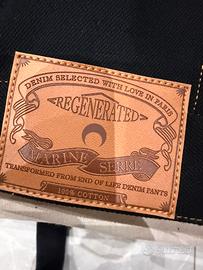 DENIM SELECTED WITH LOVE IN PARIS
REGENERATED
MARINE SERRE
TRANSFORMED FROM END OF LIFE DENIM PANTS
100% COTTON